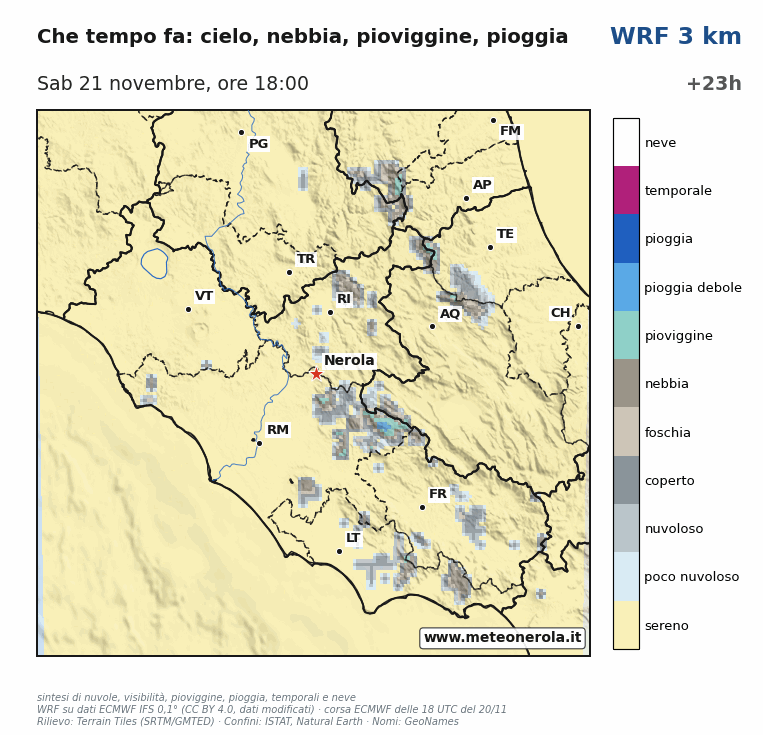 Che tempo fa: cielo, nebbia, pioviggine, pioggia
WRF 3 km
Sab 21 novembre, ore 18:00
+23h
FM
PG
AP
TE
TR
VT
RI
AQ
CH
Nerola
RM
FR
LT
www.meteonerola.it
neve
temporale
pioggia
pioggia debole
pioviggine
nebbia
foschia
coperto
nuvoloso
poco nuvoloso
sereno
sintesi di nuvole, visibilità, pioviggine, pioggia, temporali e neve
WRF su dati ECMWF IFS 0,1° (CC BY 4.0, dati modificati) · corsa ECMWF delle 18 UTC del 20/11
Rilievo: Terrain Tiles (SRTM/GMTED) · Confini: ISTAT, Natural Earth · Nomi: GeoNames